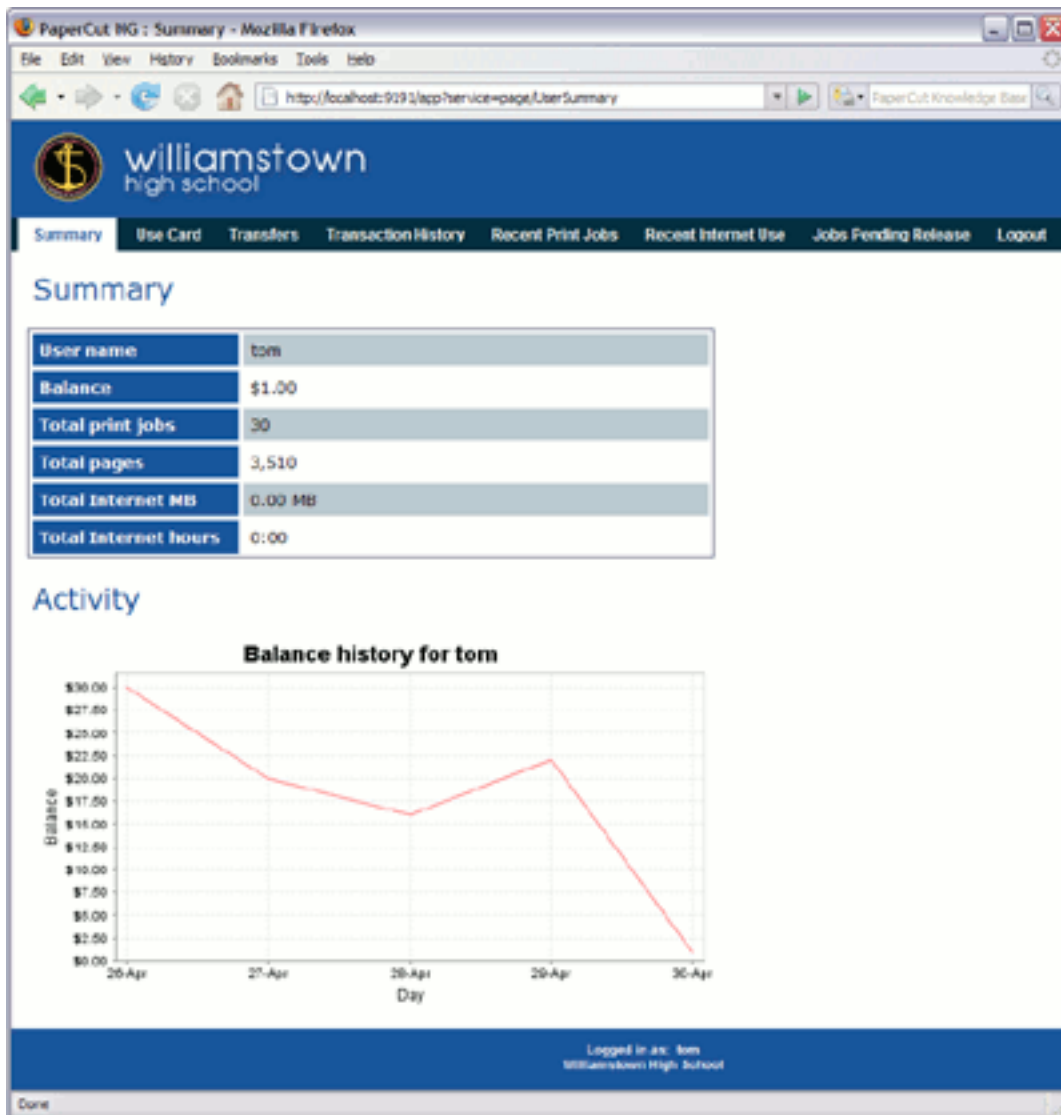 PaperCut NG : Summary - Mozilla Firefox
File Edit View History Bookmarks Tools Help
http://localhost:9191/app?service=page/UserSummary PaperCut Knowledge Base
williamstown
high school
Summary Use Card Transfers Transaction History Recent Print Jobs Recent Internet Use Jobs Pending Release Logout
Summary
User name tom
Balance $1.00
Total print jobs 30
Total pages 3,510
Total Internet MB 0.00 MB
Total Internet hours 0:00
Activity
Balance history for tom
$30.00
$27.50
$25.00
$22.50
$20.00
$17.50
$15.00
$12.50
$10.00
$7.50
$5.00
$2.50
$0.00
Balance
26-Apr 27-Apr 28-Apr 29-Apr 30-Apr
Day
Logged in as: tom
Williamstown High School
Done